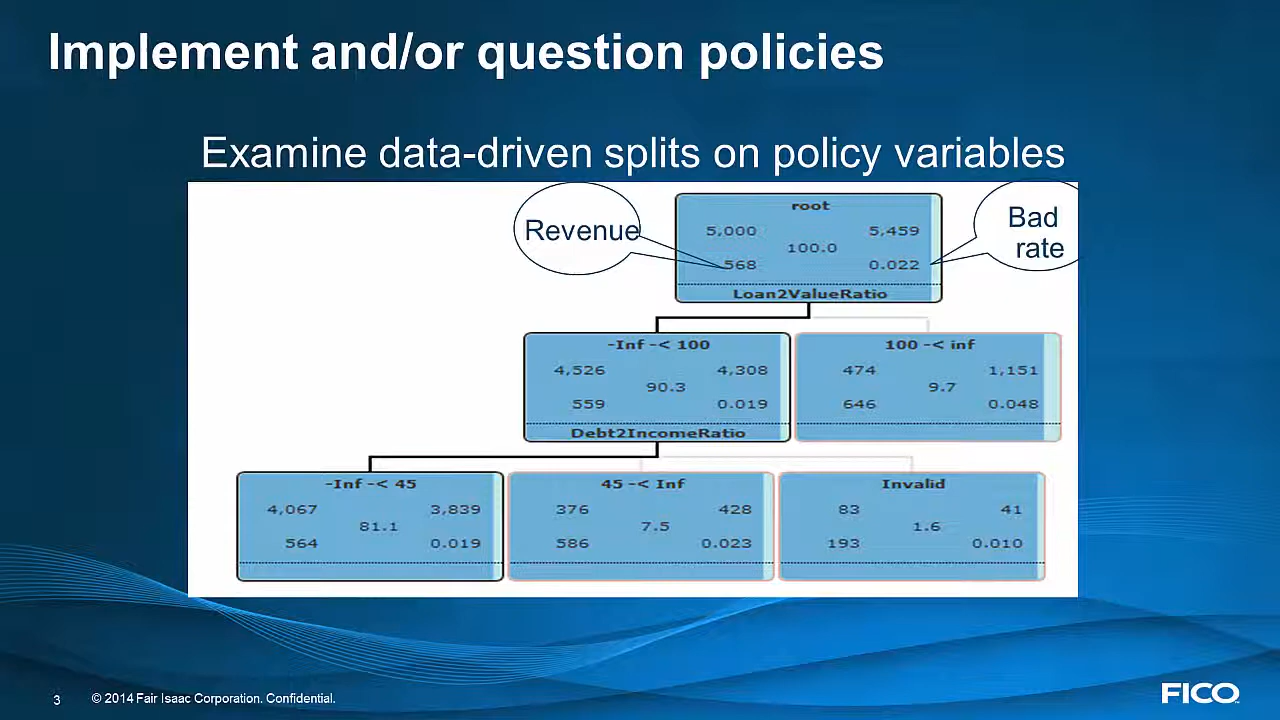 Implement and/or question policies
Examine data-driven splits on policy variables
Revenue
Bad
rate
root
5,000 5,459
100.0
568 0.022
Loan2ValueRatio
-Inf -< 100
4,526 4,308
90.3
559 0.019
Debt2IncomeRatio
100 -< inf
474 1,151
9.7
646 0.048
-Inf -< 45
4,067 3,839
81.1
564 0.019
45 -< Inf
376 428
7.5
586 0.023
Invalid
83 41
1.6
193 0.010
3 © 2014 Fair Isaac Corporation. Confidential.
FICO